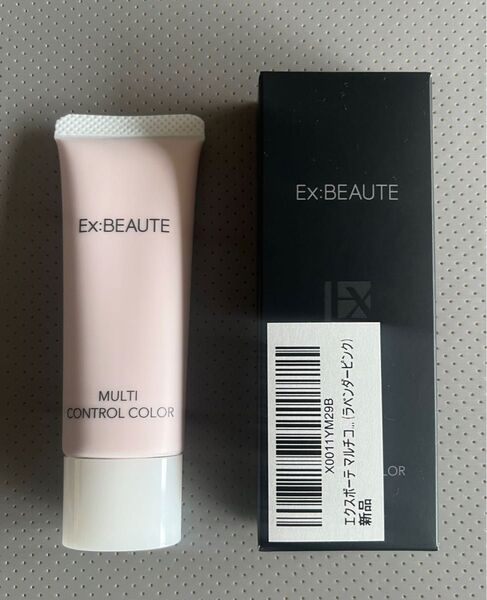 Ex:BEAUTE
MULTI
CONTROL COLOR
Ex:BEAUTE
EX
X0011YM29B
エクスボーテ マルチコ...(ラベンダーピンク)
新品
LOR